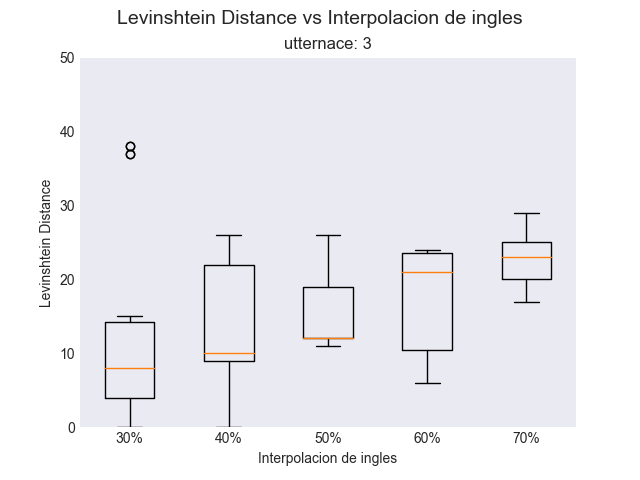 Levinshtein Distance vs Interpolacion de ingles
utternace: 3
50
40
30
20
10
0
Levinshtein Distance
30% 40% 50% 60% 70%
Interpolacion de ingles